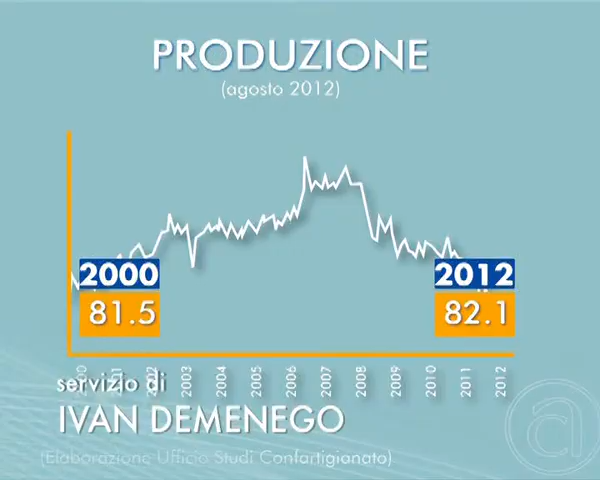 PRODUZIONE
(agosto 2012)
2000
81.5
2012
82.1
2003
2004
2005
2006
2007
2008
2009
2010
2011
2012
servizio di
IVAN DEMENEGO
(Elaborazione Ufficio Studi Confartigianato)